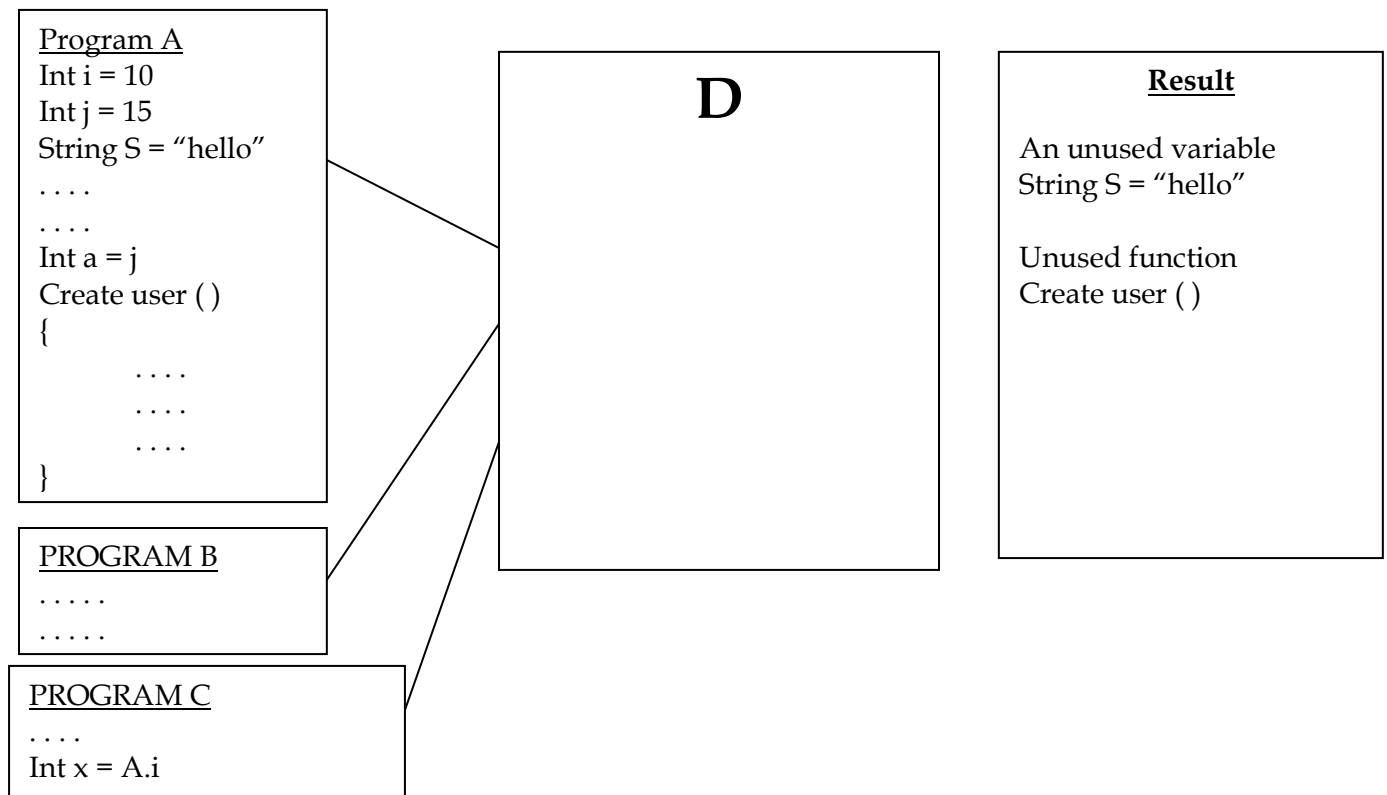 Program A
Int i = 10
Int j = 15
String S = “hello”
. . . .
. . . .
Int a = j
Create user ( )
{
. . . .
. . . .
. . . .
}
PROGRAM B
. . . . .
. . . . .
PROGRAM C
. . . .
Int x = A.i
D
Result
An unused variable
String S = “hello”
Unused function
Create user ( )